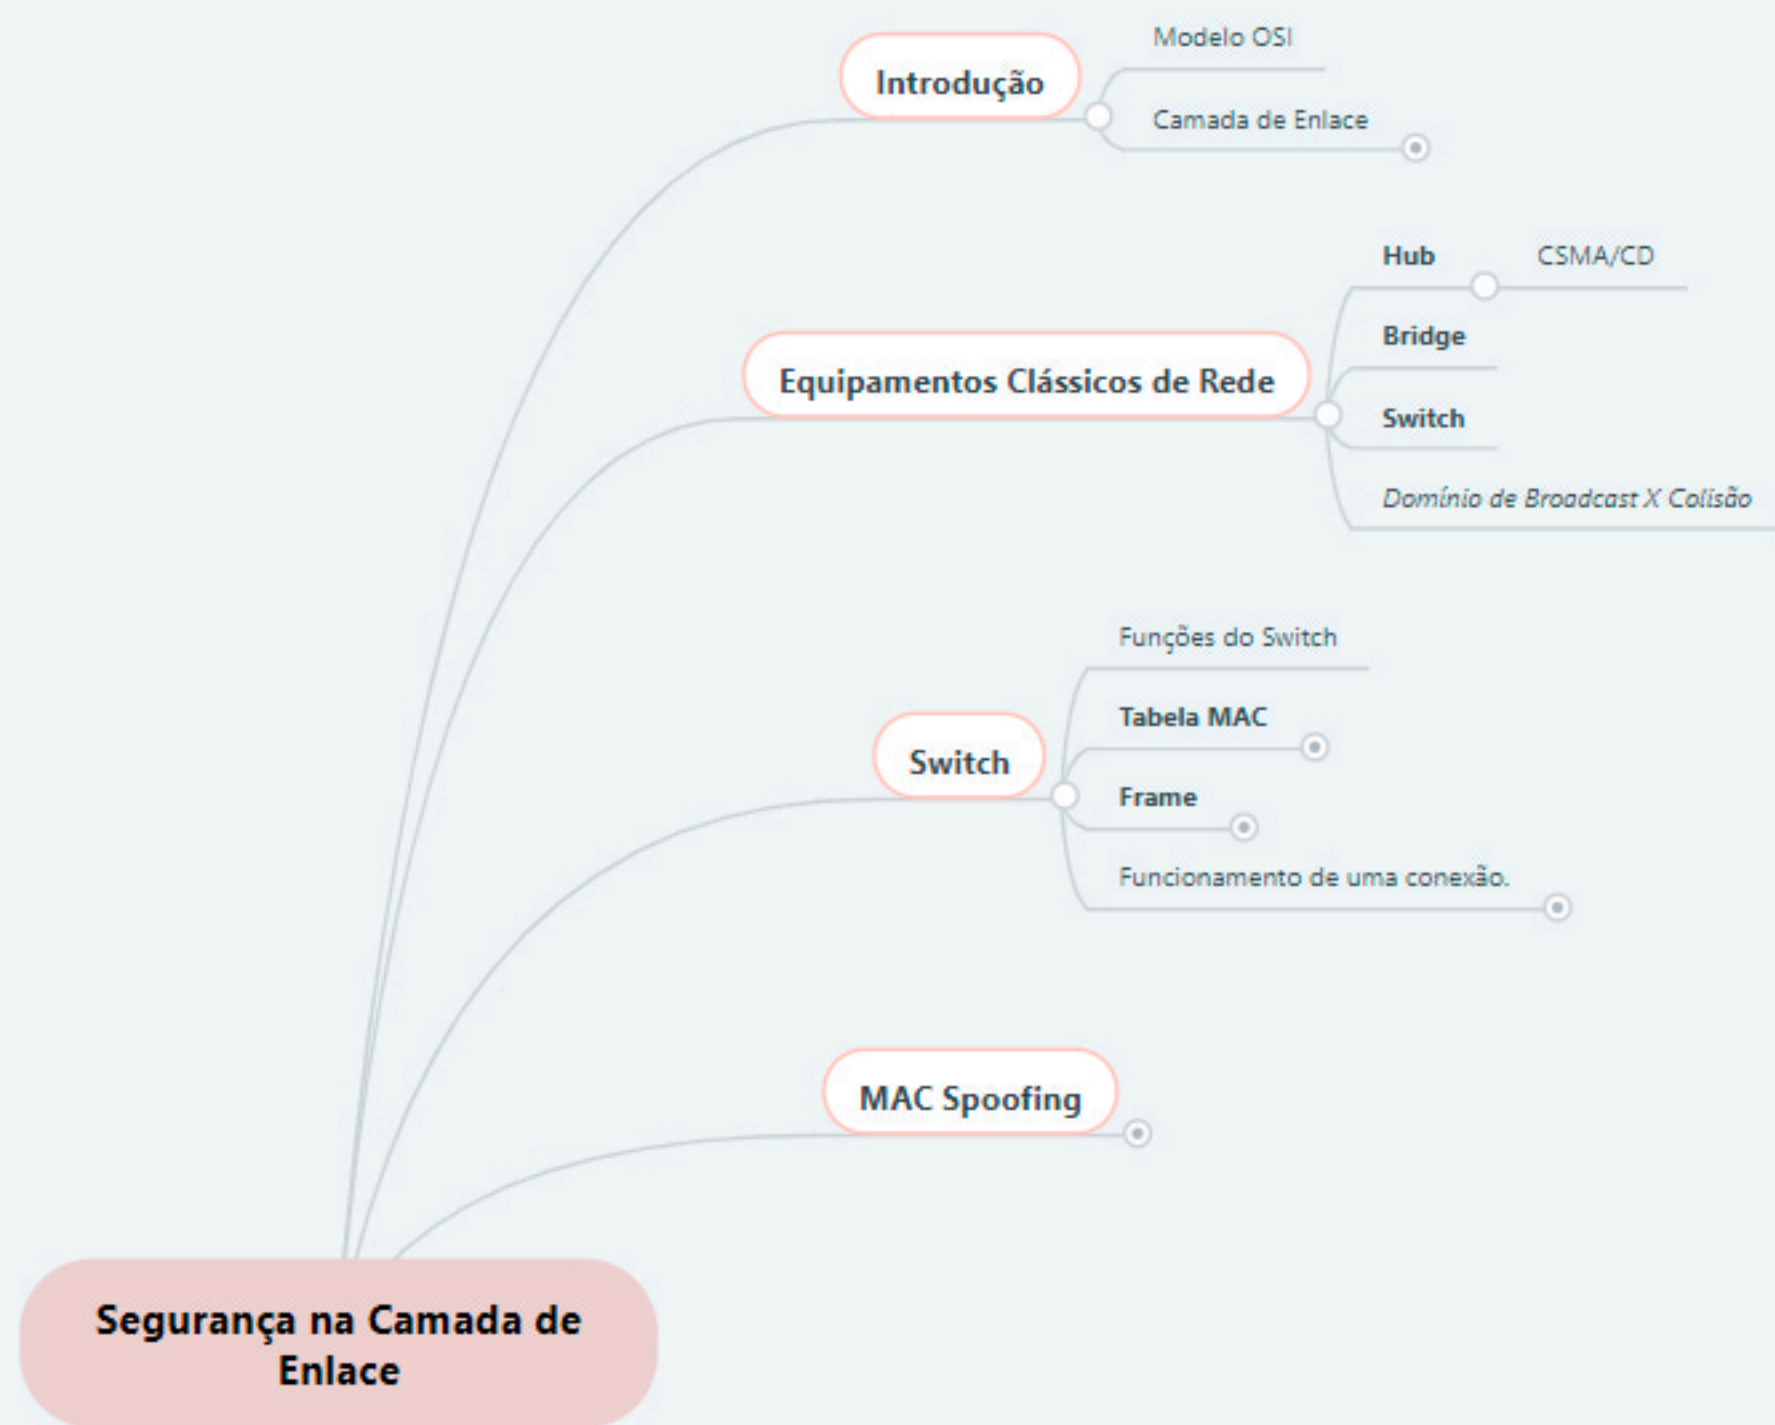 Modelo OSI
Introdução
Camada de Enlace
Hub
CSMA/CD
Bridge
Equipamentos Clássicos de Rede
Switch
Domínio de Broadcast X Colisão
Funções do Switch
Tabela MAC
Switch
Frame
Funcionamento de uma conexão.
MAC Spoofing
Segurança na Camada de
Enlace